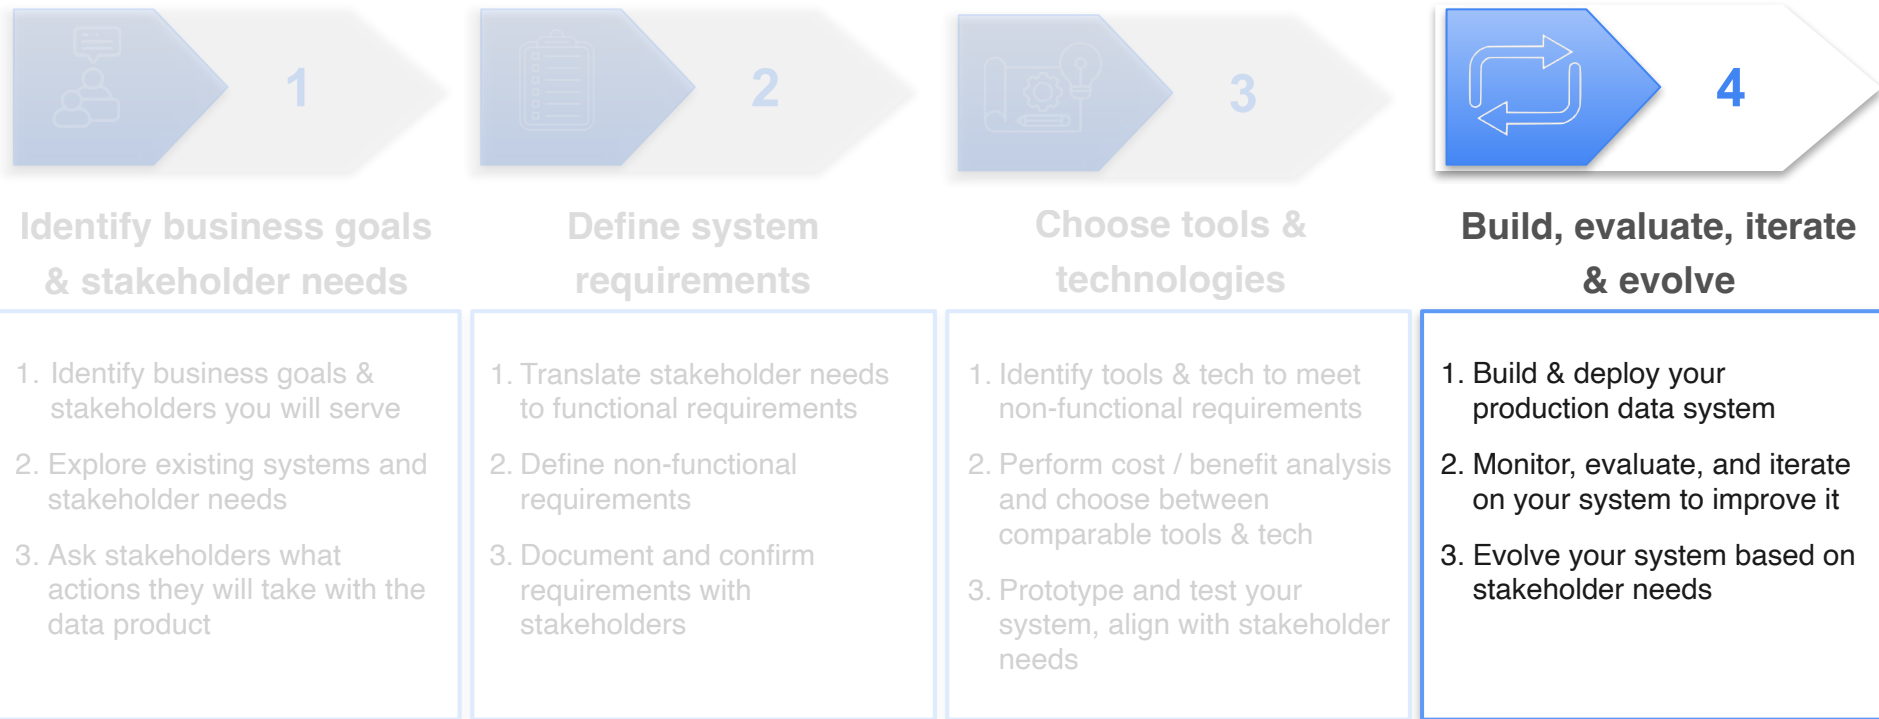 1
Identify business goals
& stakeholder needs
1. Identify business goals &
stakeholders you will serve
2. Explore existing systems and
stakeholder needs
3. Ask stakeholders what
actions they will take with the
data product
2
Define system
requirements
1. Translate stakeholder needs
to functional requirements
2. Define non-functional
requirements
3. Document and confirm
requirements with
stakeholders
3
Choose tools &
technologies
1. Identify tools & tech to meet
non-functional requirements
2. Perform cost / benefit analysis
and choose between
comparable tools & tech
3. Prototype and test your
system, align with stakeholder
needs
4
Build, evaluate, iterate
& evolve
1. Build & deploy your
production data system
2. Monitor, evaluate, and iterate
on your system to improve it
3. Evolve your system based on
stakeholder needs